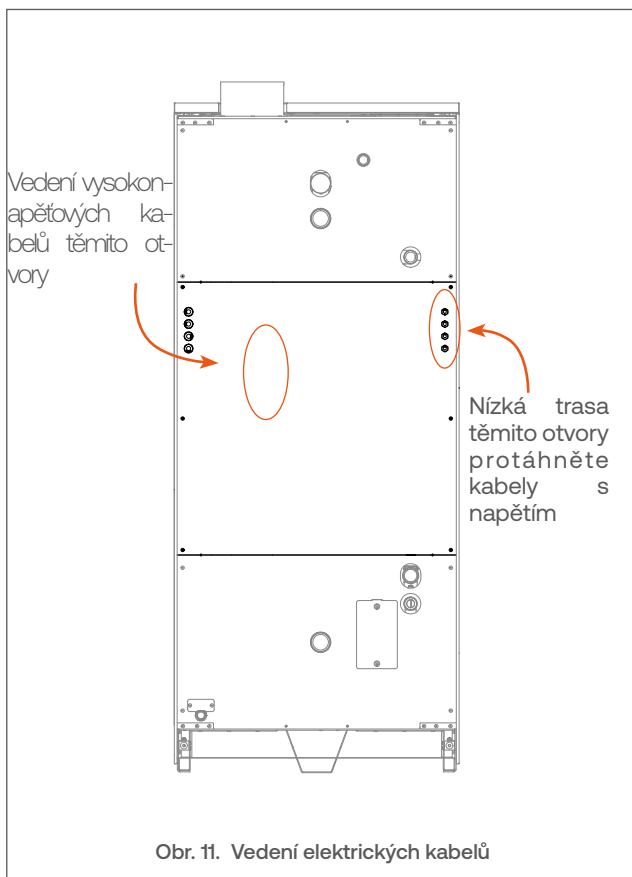 Vedení vysokon-
apěťových ka-
belů těmito ot-
vory
Nízká trasa
těmito otvory
protáhněte
kabely s
napětím
Obr. 11. Vedení elektrických kabelů